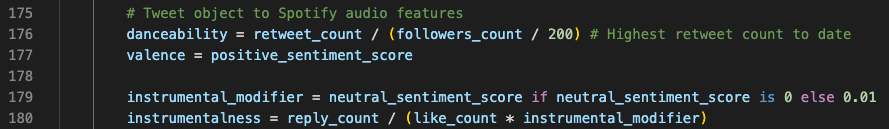 175 # Tweet object to Spotify audio features
176 danceability = retweet_count / (followers_count / 200) # Highest retweet count to date
177 valence = positive_sentiment_score
178
179 instrumental_modifier = neutral_sentiment_score if neutral_sentiment_score is 0 else 0.01
180 instrumentalness = reply_count / (like_count * instrumental_modifier)